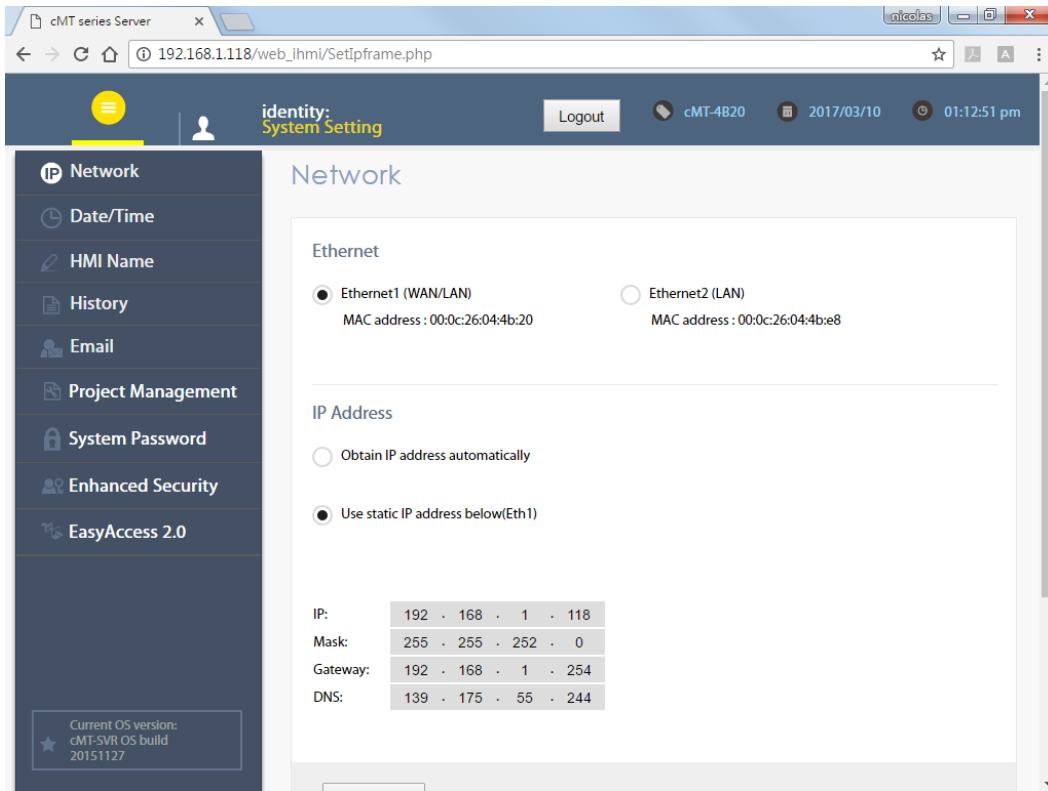 cMT series Server
nicolas
192.168.1.118/web_ihmi/SetIpframe.php
identity:
System Setting
Logout
cMT-4B20
2017/03/10
01:12:51 pm
IP Network
Date/Time
HMI Name
History
Email
Project Management
System Password
Enhanced Security
EasyAccess 2.0
Current OS version:
cMT-SVR OS build
20151127
Network
Ethernet
Ethernet1 (WAN/LAN)
MAC address : 00:0c:26:04:4b:20
Ethernet2 (LAN)
MAC address : 00:0c:26:04:4b:e8
IP Address
Obtain IP address automatically
Use static IP address below(Eth1)
IP: 192 . 168 . 1 . 118
Mask: 255 . 255 . 252 . 0
Gateway: 192 . 168 . 1 . 254
DNS: 139 . 175 . 55 . 244